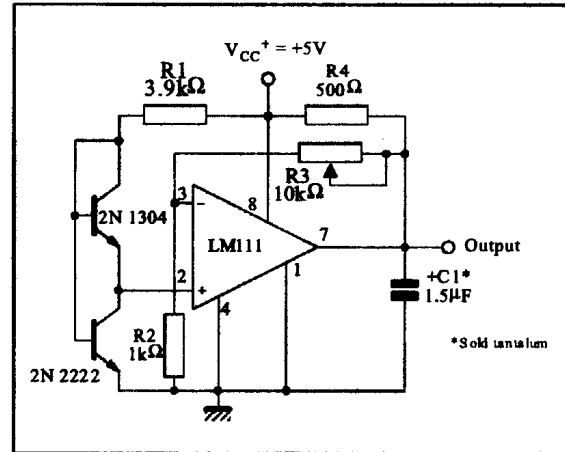 V_CC⁺ = +5V
R1
3.9kΩ
R4
500Ω
R3
10kΩ
3
−
8
2N 1304
LM111
7
Output
1
2
+
4
+C1*
1.5μF
R2
1kΩ
*Sold tantalum
2N 2222